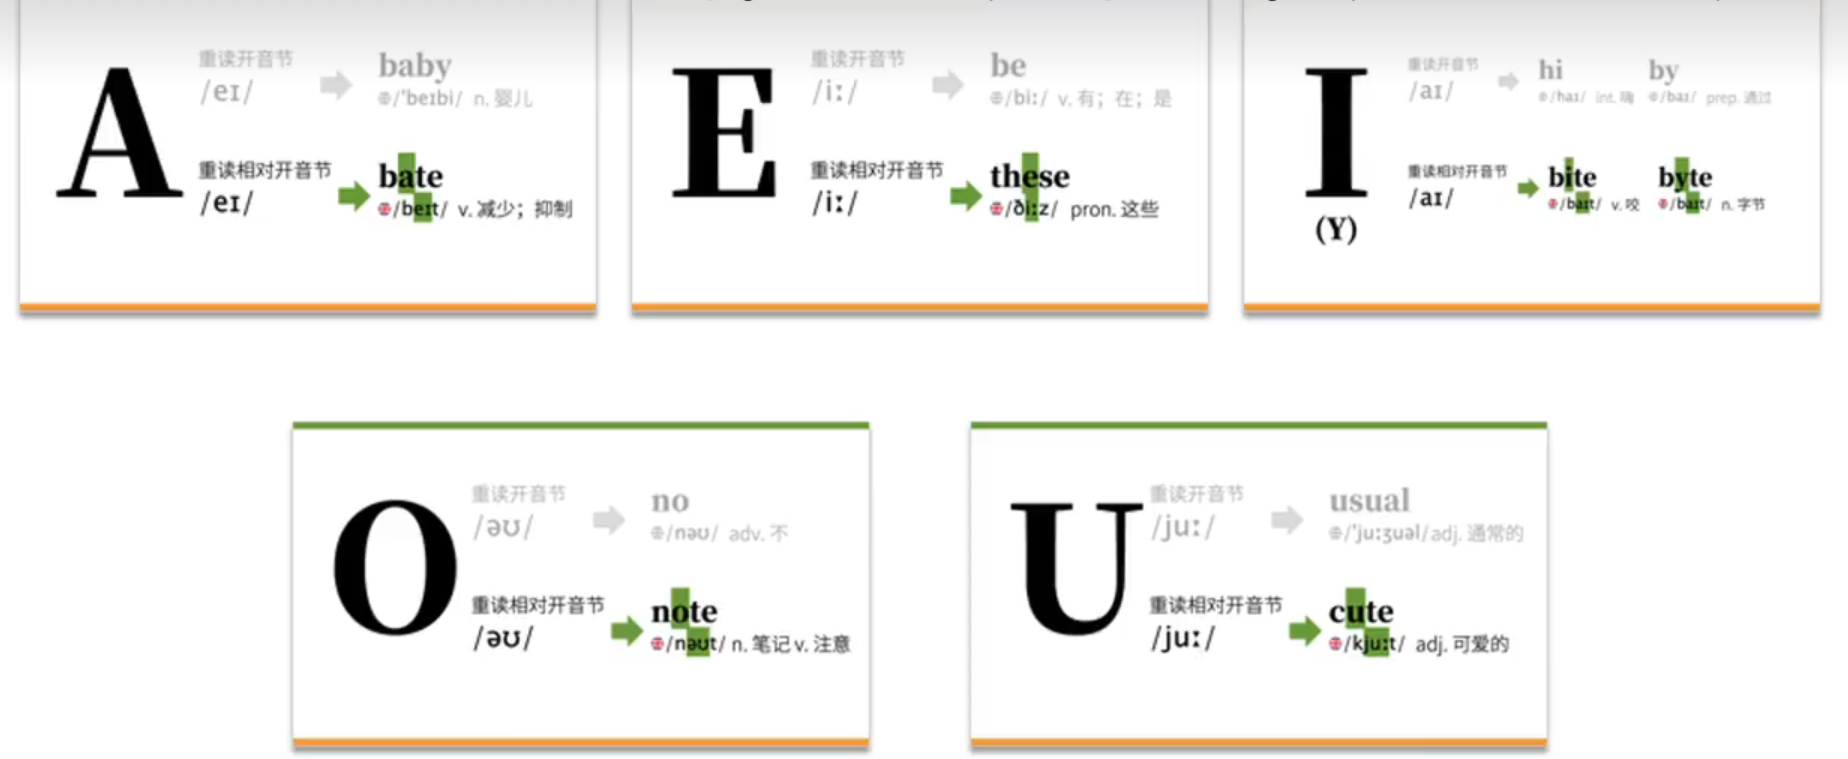 A
重读开音节
/eɪ/
baby
/ˈbeɪbi/ n. 婴儿
重读相对开音节
/eɪ/
bate
/beɪt/ v. 减少；抑制
E
重读开音节
/iː/
be
/biː/ v. 有；在；是
重读相对开音节
/iː/
these
/ðiːz/ pron. 这些
I
(Y)
重读开音节
/aɪ/
hi
/haɪ/ int. 嗨
by
/baɪ/ prep. 通过
重读相对开音节
/aɪ/
bite
/baɪt/ v. 咬
byte
/baɪt/ n. 字节
O
重读开音节
/əʊ/
no
/nəʊ/ adv. 不
重读相对开音节
/əʊ/
note
/nəʊt/ n. 笔记 v. 注意
U
重读开音节
/juː/
usual
/ˈjuːʒuəl/ adj. 通常的
重读相对开音节
/juː/
cute
/kjuːt/ adj. 可爱的